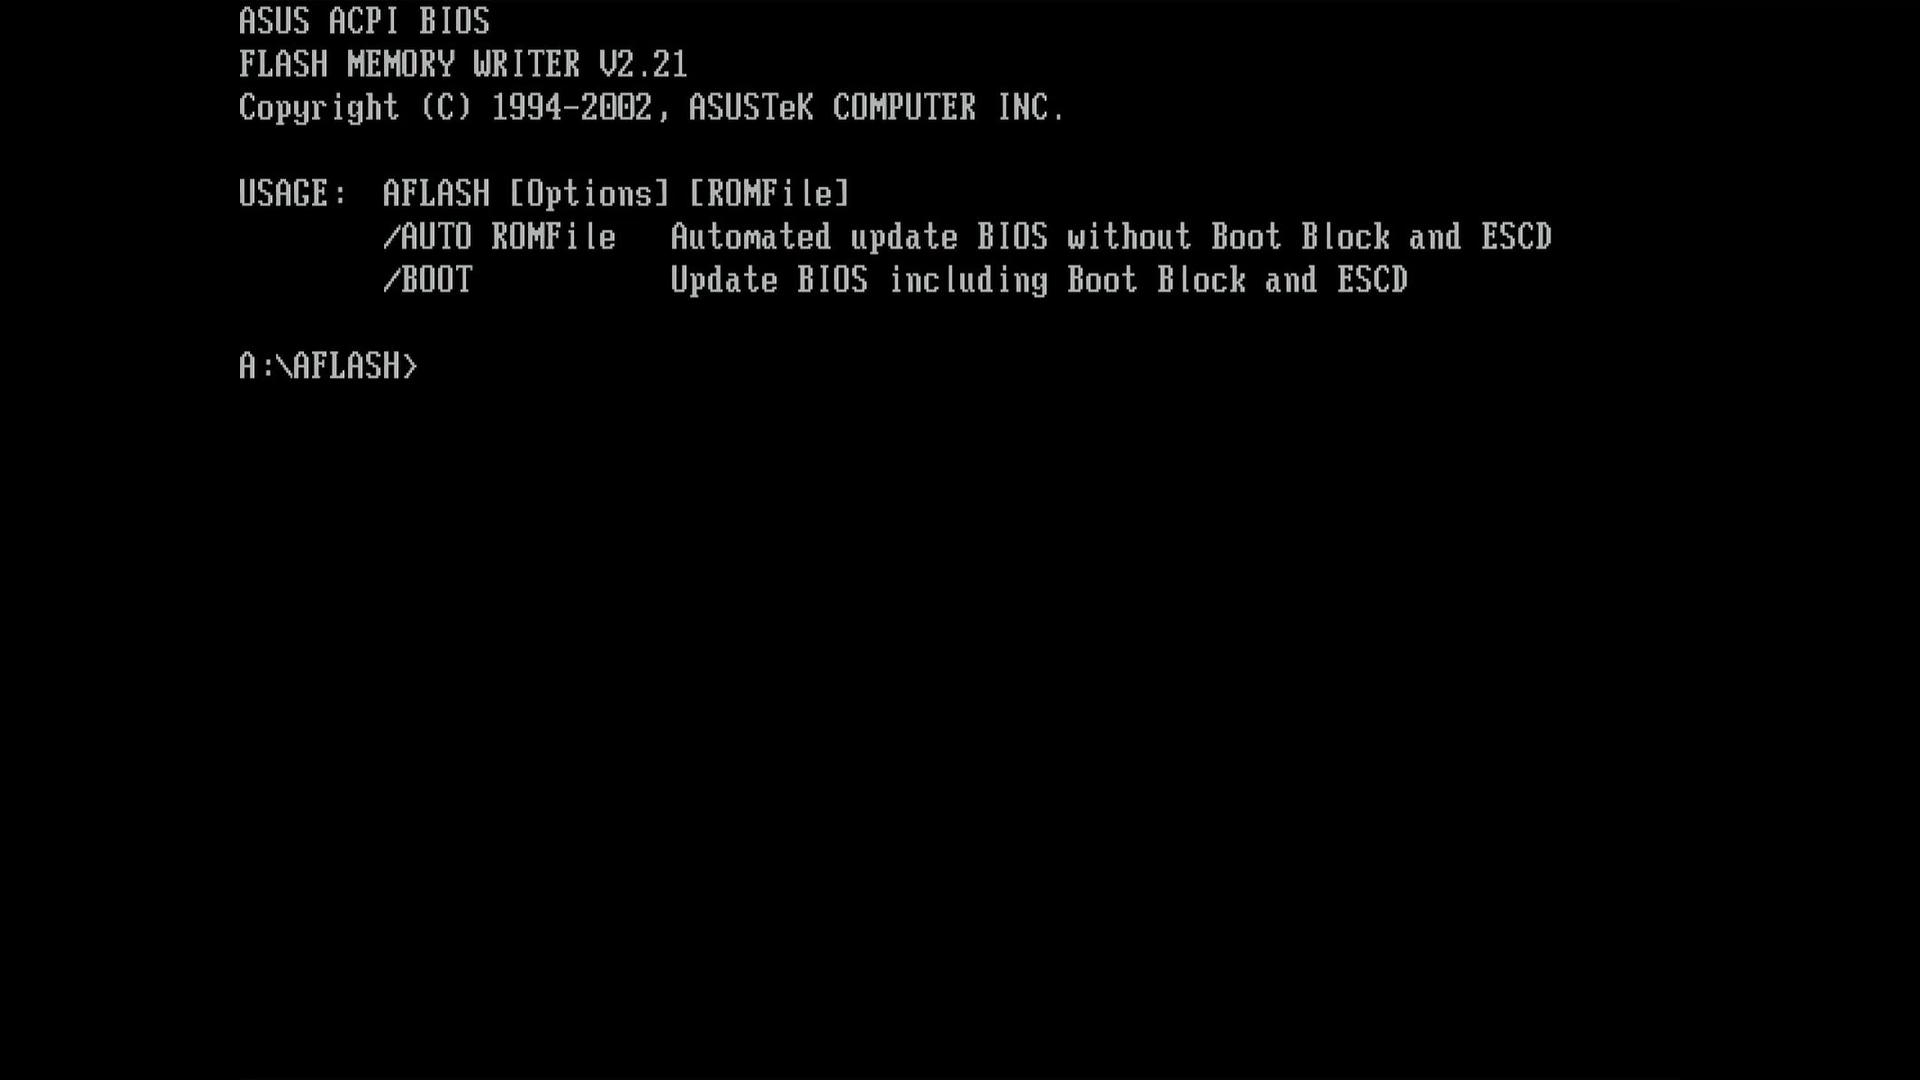 ASUS ACPI BIOS
FLASH MEMORY WRITER V2.21
Copyright (C) 1994-2002, ASUSTeK COMPUTER INC.
USAGE:  AFLASH [Options] [ROMFile]
/AUTO ROMFile   Automated update BIOS without Boot Block and ESCD
/BOOT           Update BIOS including Boot Block and ESCD
A:\AFLASH>